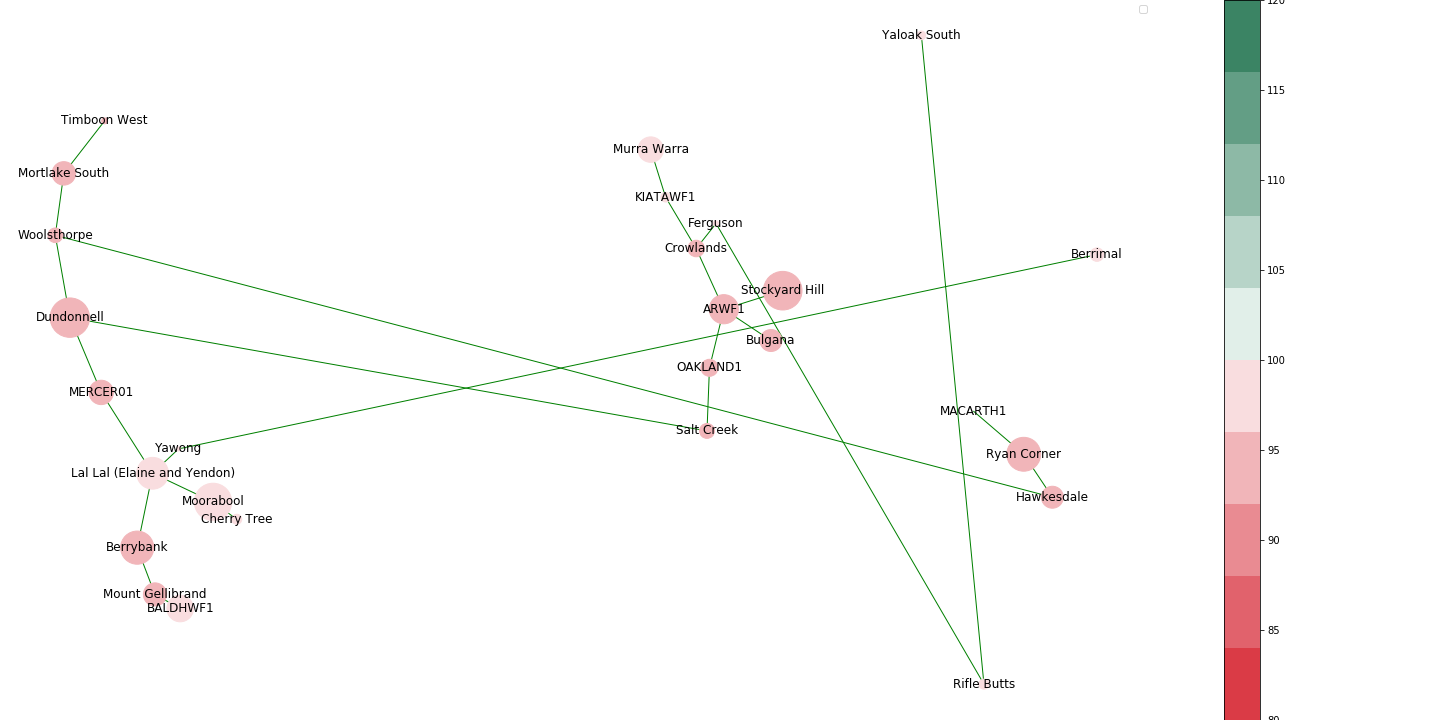 120
Yaloak South
115
Timboon West
Murra Warra
Mortlake South
110
KIATAWF1
Ferguson
Woolsthorpe
Crowlands
Berrimal
105
Stockyard Hill
ARWF1
Dundonnell
Bulgana
100
OAKLAND1
MERCER01
MACARTH1
Salt Creek
95
Yawong
Ryan Corner
Lal Lal (Elaine and Yendon)
Hawkesdale
Moorabool
Cherry Tree
90
Berrybank
Mount Gellibrand
BALDHWF1
85
Rifle Butts
80